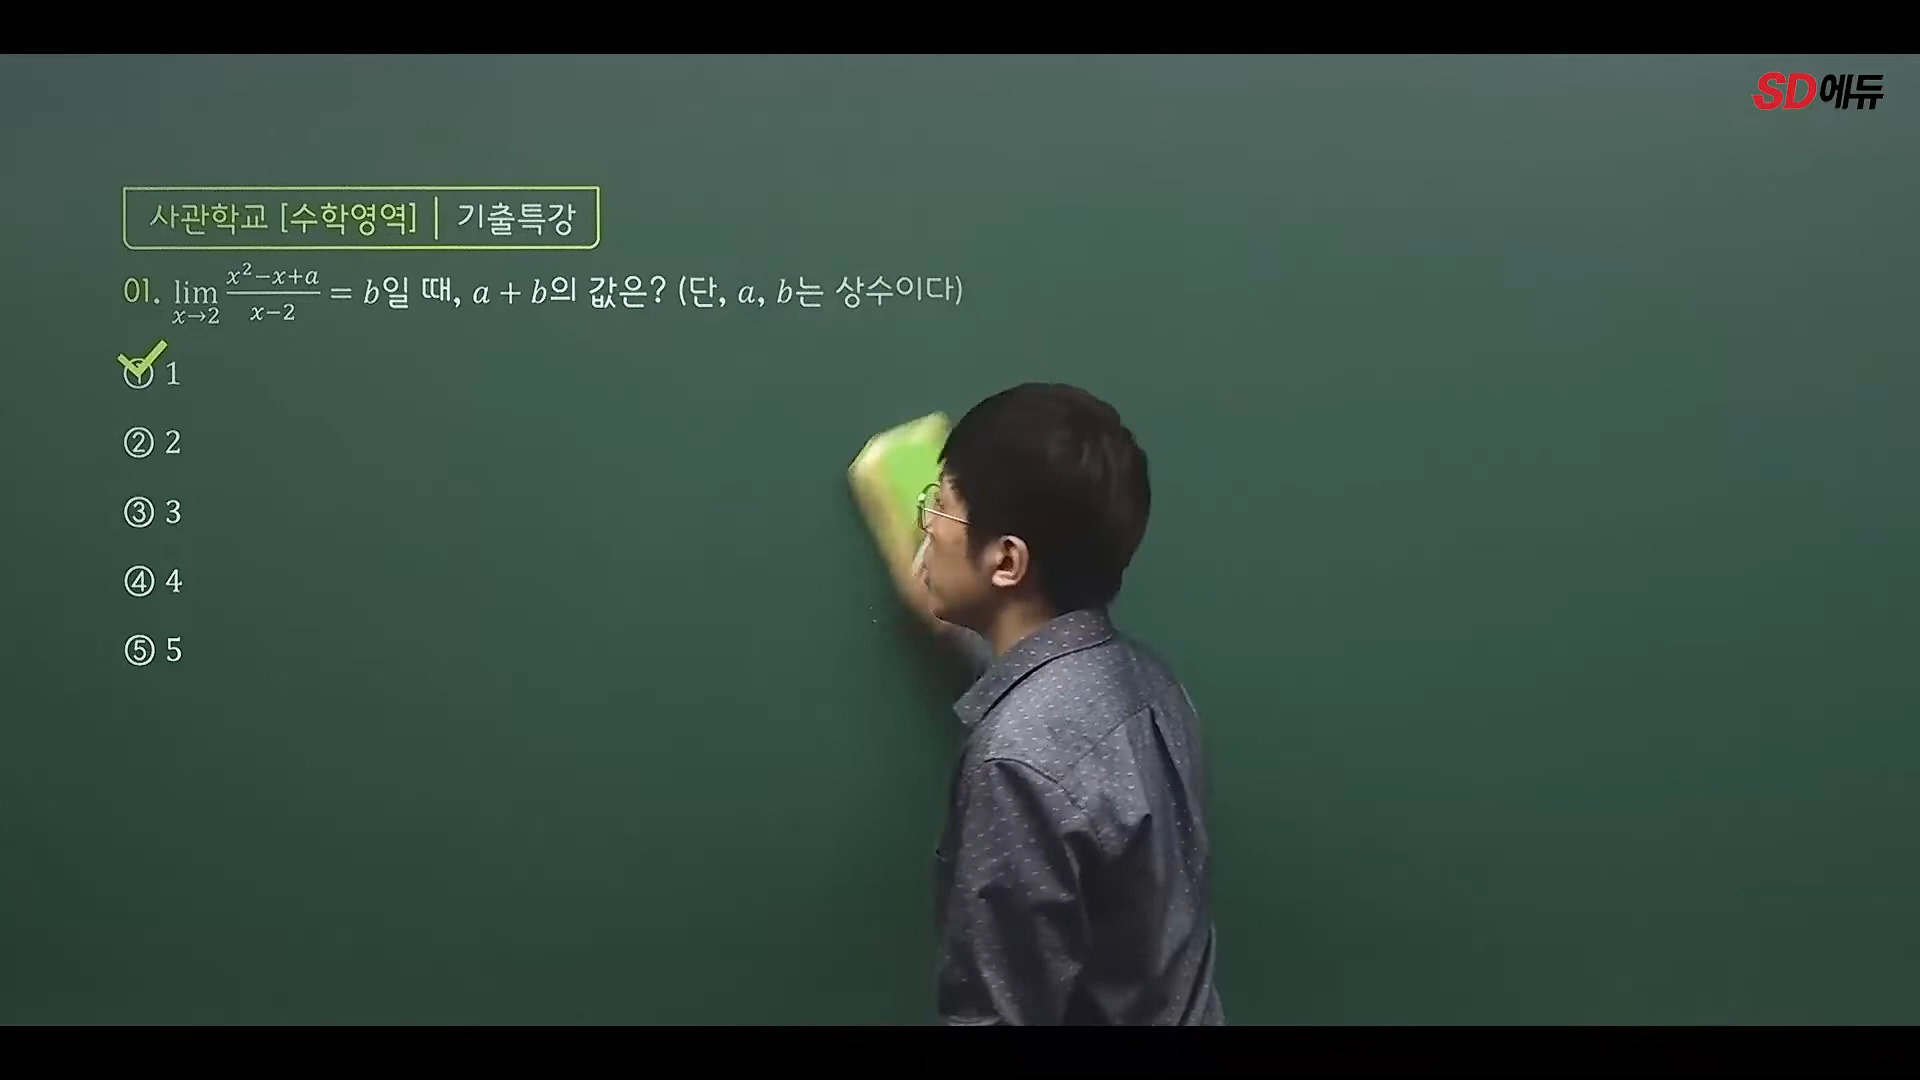 SD에듀
사관학교 [수학영역] | 기출특강
01. lim x→2 (x²−x+a)/(x−2) = b일 때, a + b의 값은? (단, a, b는 상수이다)
① 1
② 2
③ 3
④ 4
⑤ 5